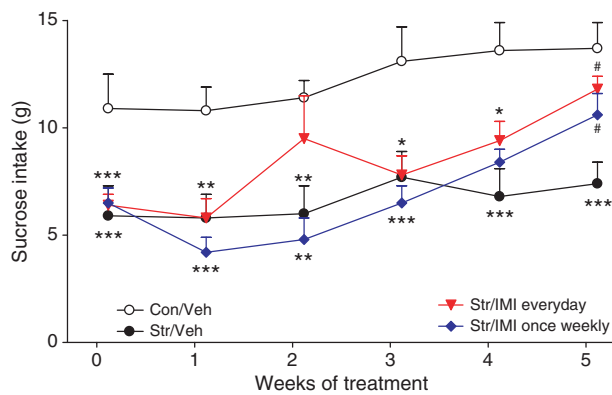 15
10
5
0
Sucrose intake (g)
#
#
*
*
***
**
**
***
***
**
***
***
***
Con/Veh
Str/Veh
Str/IMI everyday
Str/IMI once weekly
0 1 2 3 4 5
Weeks of treatment